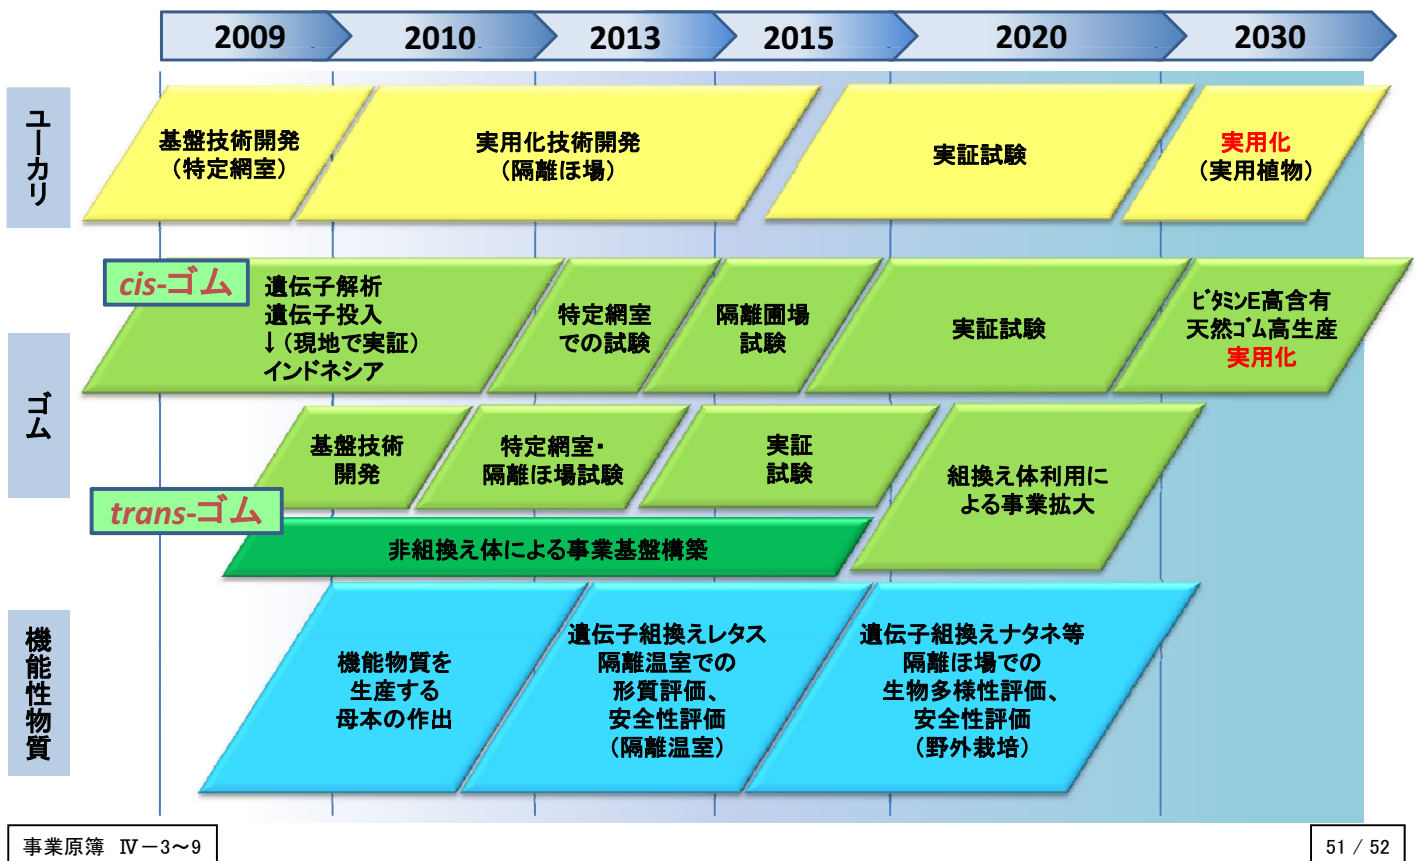 2009
2010
2013
2015
2020
2030
ユーカリ
基盤技術開発
(特定網室)
実用化技術開発
(隔離ほ場)
実証試験
実用化
(実用植物)
ゴム
cis-ゴム
遺伝子解析
遺伝子投入
↓(現地で実証)
インドネシア
特定網室
での試験
隔離圃場
試験
実証試験
ビタミンE高含有
天然ゴム高生産
実用化
trans-ゴム
基盤技術
開発
特定網室・
隔離ほ場試験
実証
試験
組換え体利用に
よる事業拡大
非組換え体による事業基盤構築
機能性物質
機能物質を
生産する
母本の作出
遺伝子組換えレタス
隔離温室での
形質評価、
安全性評価
(隔離温室)
遺伝子組換えナタネ等
隔離ほ場での
生物多様性評価、
安全性評価
(野外栽培)
事業原簿 Ⅳ-3~9
51 / 52